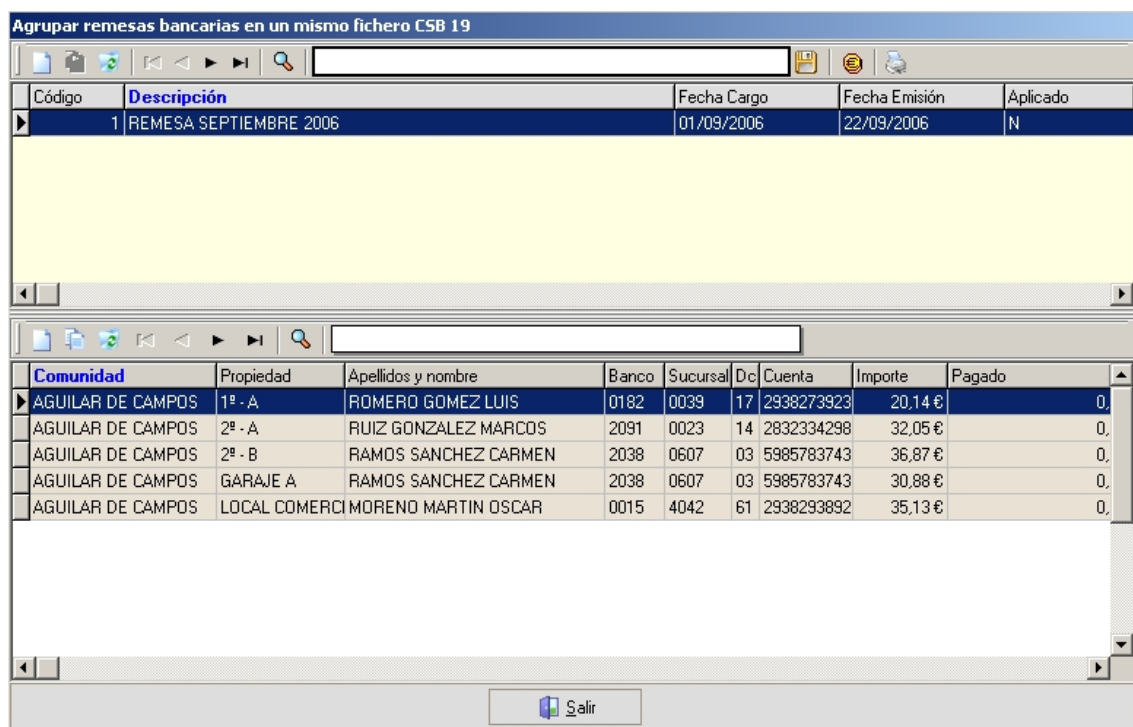 Agrupar remesas bancarias en un mismo fichero CSB 19
Código Descripción Fecha Cargo Fecha Emisión Aplicado
1 REMESA SEPTIEMBRE 2006 01/09/2006 22/09/2006 N
Comunidad Propiedad Apellidos y nombre Banco Sucursal Dc Cuenta Importe Pagado
AGUILAR DE CAMPOS 1º - A ROMERO GOMEZ LUIS 0182 0039 17 2938273923 20,14 € 0,
AGUILAR DE CAMPOS 2º - A RUIZ GONZALEZ MARCOS 2091 0023 14 2832334298 32,05 € 0,
AGUILAR DE CAMPOS 2º - B RAMOS SANCHEZ CARMEN 2038 0607 03 5985783743 36,87 € 0,
AGUILAR DE CAMPOS GARAJE A RAMOS SANCHEZ CARMEN 2038 0607 03 5985783743 30,88 € 0,
AGUILAR DE CAMPOS LOCAL COMERCI MORENO MARTIN OSCAR 0015 4042 61 2938293892 35,13 € 0,
Salir